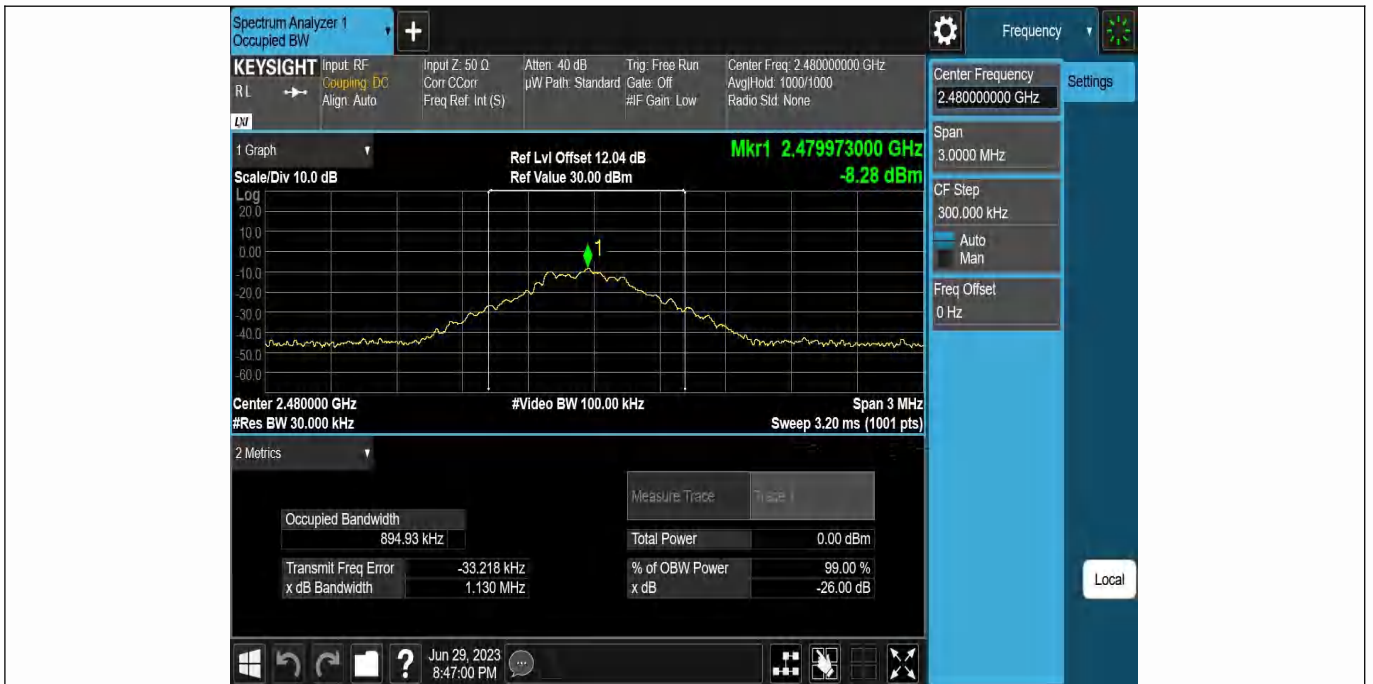 Spectrum Analyzer 1
Occupied BW
+
Frequency
KEYSIGHT
R L
LXI
Input: RF
Coupling: DC
Align: Auto
Input Z: 50 Ω
Corr CCorr
Freq Ref: Int (S)
Atten: 40 dB
µW Path: Standard
Trig: Free Run
Gate: Off
#IF Gain: Low
Center Freq: 2.480000000 GHz
Avg|Hold: 1000/1000
Radio Std: None
Center Frequency
2.480000000 GHz
Settings
Span
3.0000 MHz
CF Step
300.000 kHz
Auto
Man
Freq Offset
0 Hz
1 Graph
Scale/Div 10.0 dB
Ref Lvl Offset 12.04 dB
Ref Value 30.00 dBm
Mkr1 2.479973000 GHz
-8.28 dBm
Log
20.0
10.0
0.00
-10.0
-20.0
-30.0
-40.0
-50.0
-60.0
1
Center 2.480000 GHz
#Video BW 100.00 kHz
Span 3 MHz
#Res BW 30.000 kHz
Sweep 3.20 ms (1001 pts)
2 Metrics
Measure Trace
Trace 1
Occupied Bandwidth
894.93 kHz
Total Power
0.00 dBm
Transmit Freq Error
-33.218 kHz
% of OBW Power
99.00 %
x dB Bandwidth
1.130 MHz
x dB
-26.00 dB
Local
?
Jun 29, 2023
8:47:00 PM